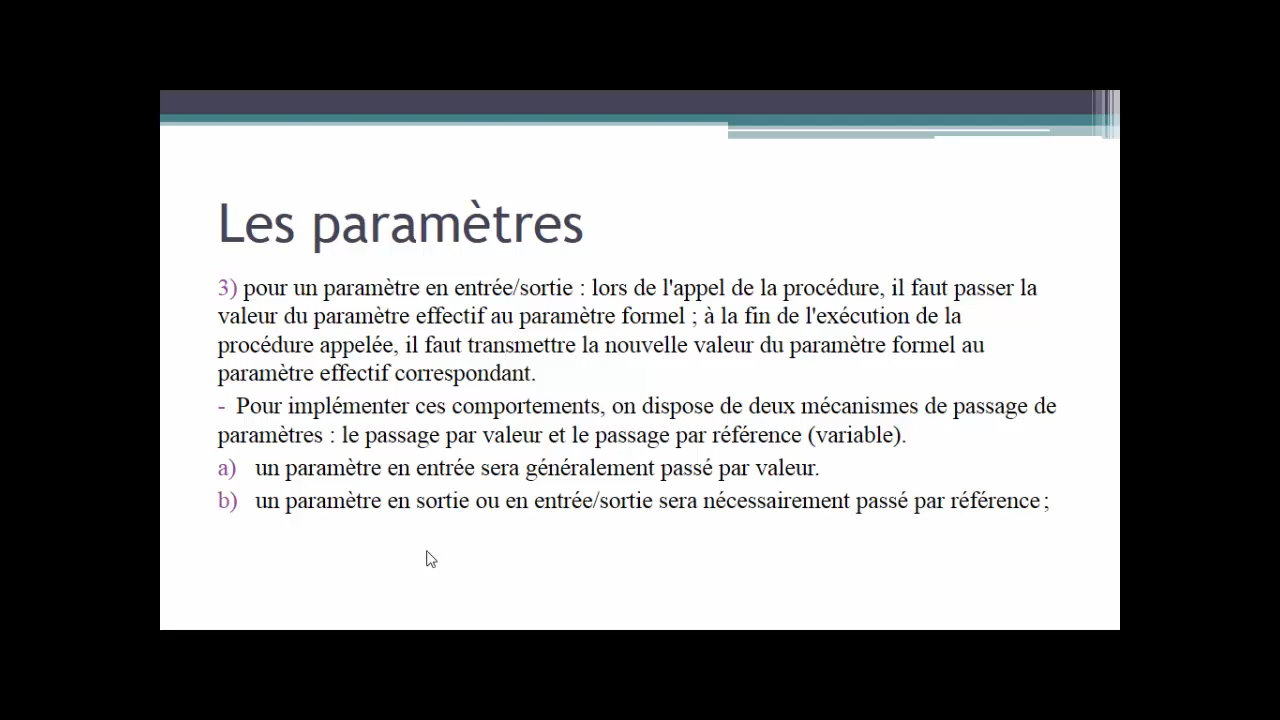 Les paramètres
3) pour un paramètre en entrée/sortie : lors de l'appel de la procédure, il faut passer la
valeur du paramètre effectif au paramètre formel ; à la fin de l'exécution de la
procédure appelée, il faut transmettre la nouvelle valeur du paramètre formel au
paramètre effectif correspondant.
- Pour implémenter ces comportements, on dispose de deux mécanismes de passage de
paramètres : le passage par valeur et le passage par référence (variable).
a) un paramètre en entrée sera généralement passé par valeur.
b) un paramètre en sortie ou en entrée/sortie sera nécessairement passé par référence ;